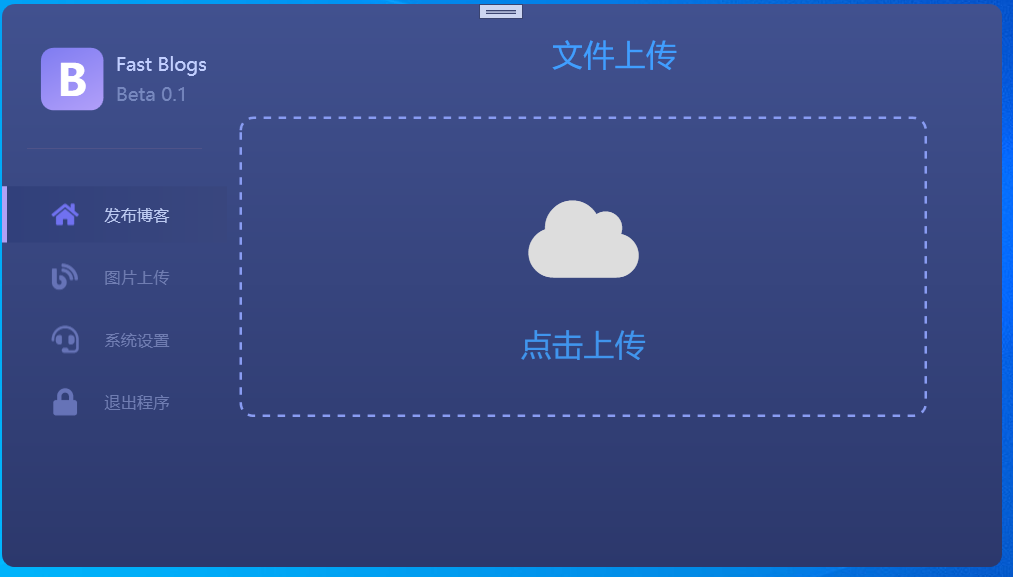 B
Fast Blogs
Beta 0.1
发布博客
图片上传
系统设置
退出程序
文件上传
点击上传